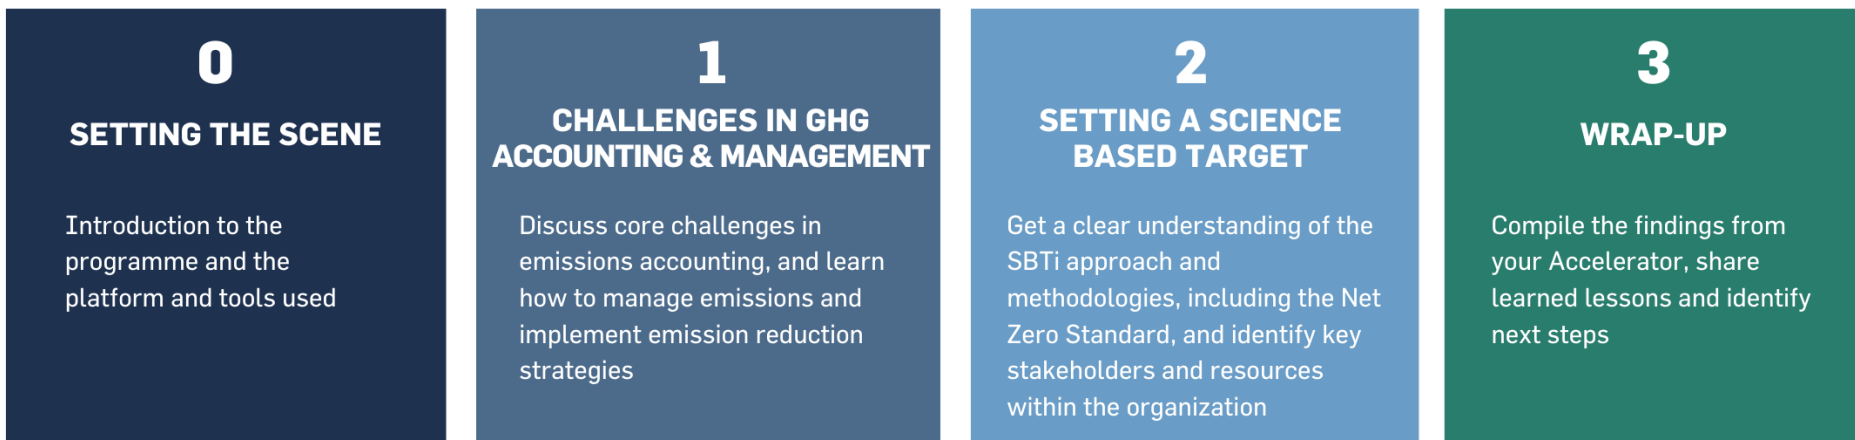 0
SETTING THE SCENE
Introduction to the
programme and the
platform and tools used
1
CHALLENGES IN GHG
ACCOUNTING & MANAGEMENT
Discuss core challenges in
emissions accounting, and learn
how to manage emissions and
implement emission reduction
strategies
2
SETTING A SCIENCE
BASED TARGET
Get a clear understanding of the
SBTi approach and
methodologies, including the Net
Zero Standard, and identify key
stakeholders and resources
within the organization
3
WRAP-UP
Compile the findings from
your Accelerator, share
learned lessons and identify
next steps